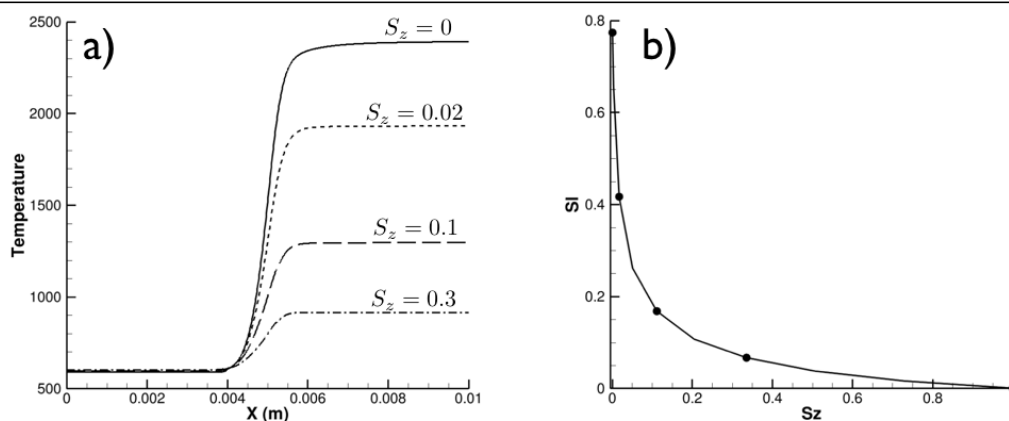 a)
2500
2000
1500
1000
500
Temperature
S_z = 0
S_z = 0.02
S_z = 0.1
S_z = 0.3
0
0.002
0.004
0.006
0.008
0.01
X (m)
b)
0.8
0.6
0.4
0.2
0
Sl
0
0.2
0.4
0.6
0.8
Sz